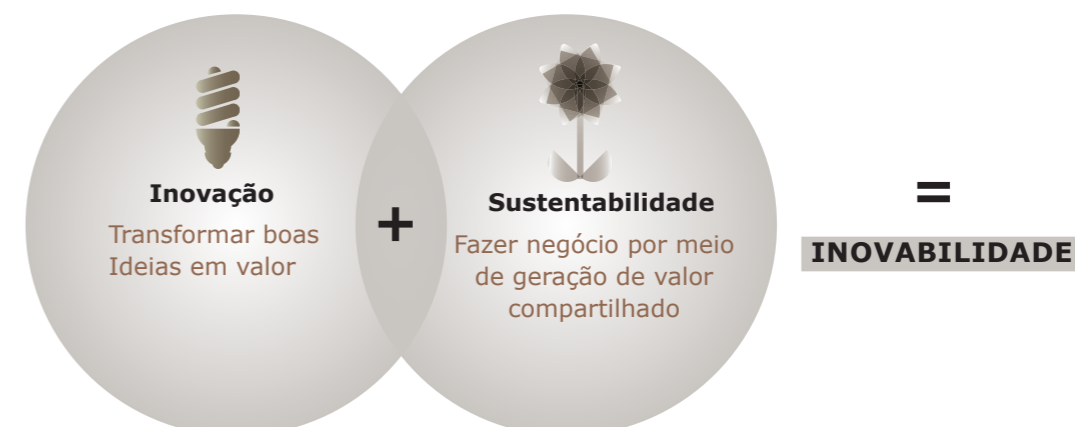 Inovação
Transformar boas
Ideias em valor
+
Sustentabilidade
Fazer negócio por meio
de geração de valor
compartilhado
=
INOVABILIDADE